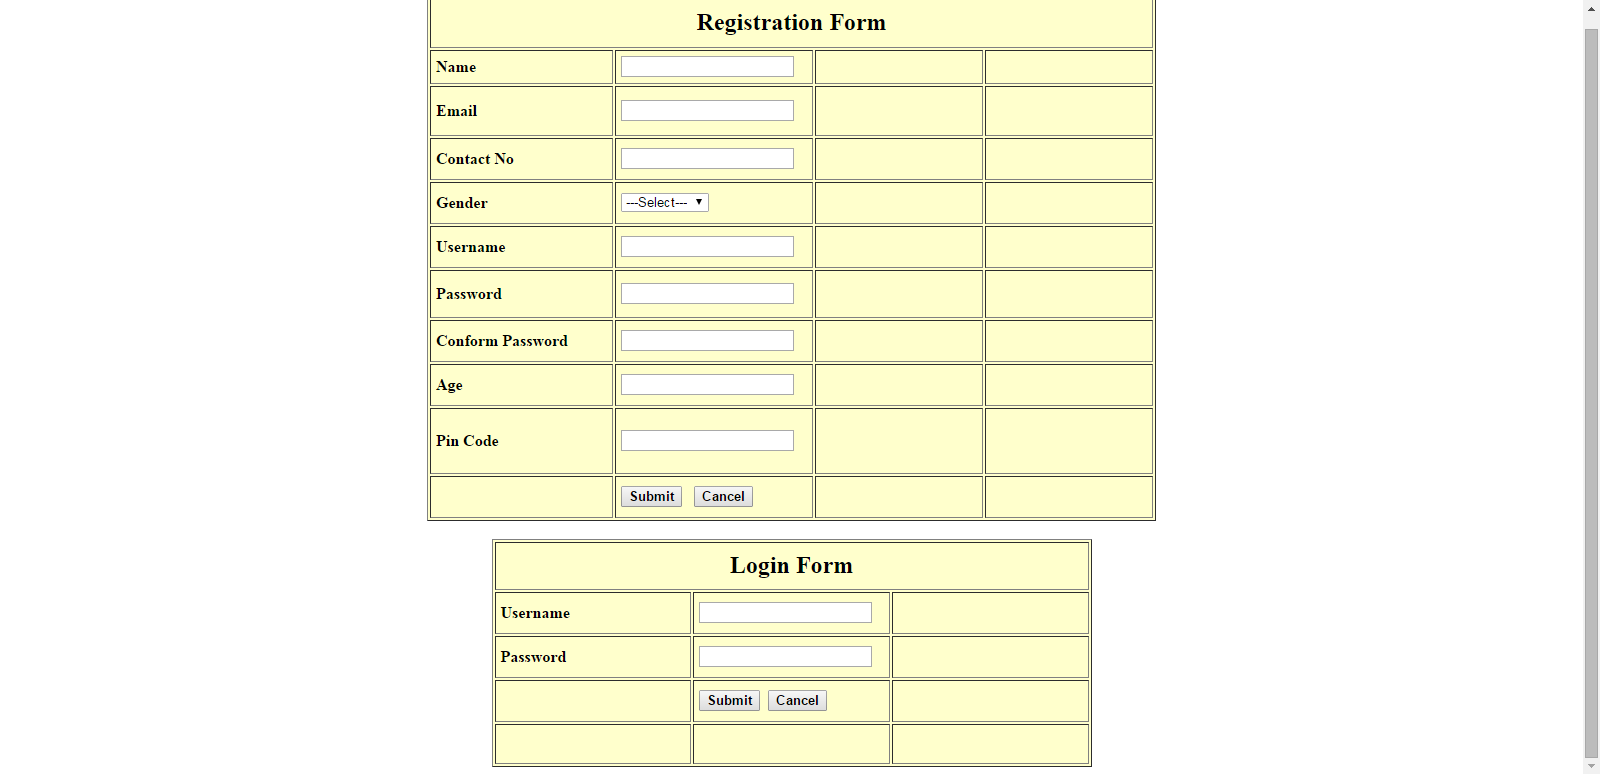 Registration Form
Name
Email
Contact No
Gender ---Select---
Username
Password
Conform Password
Age
Pin Code
Submit Cancel
Login Form
Username
Password
Submit Cancel